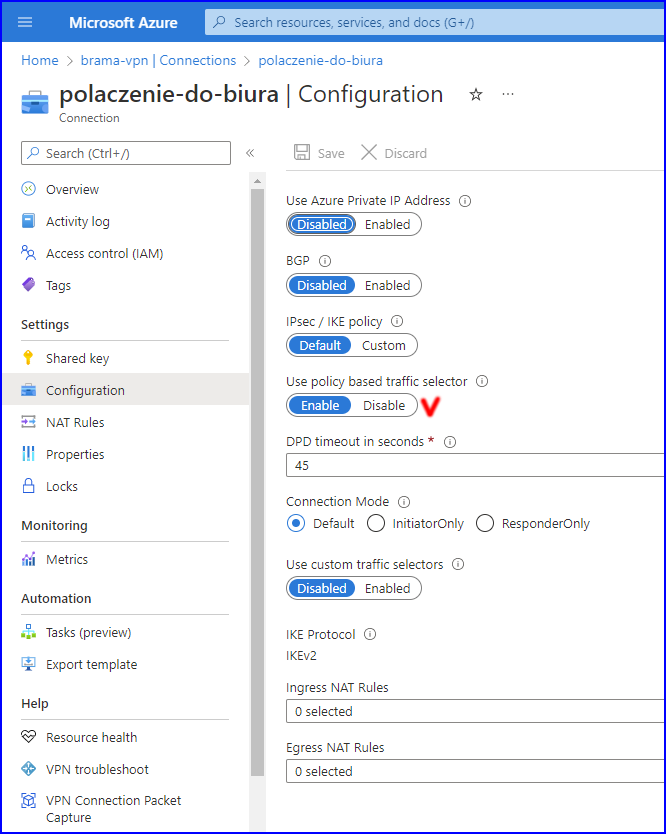 Microsoft Azure
Search resources, services, and docs (G+/)
Home > brama-vpn | Connections > polaczenie-do-biura
polaczenie-do-biura | Configuration ☆ ...
Connection
Search (Ctrl+/) «
Overview
Activity log
Access control (IAM)
Tags
Settings
Shared key
Configuration
NAT Rules
Properties
Locks
Monitoring
Metrics
Automation
Tasks (preview)
Export template
Help
Resource health
VPN troubleshoot
VPN Connection Packet
Capture
Save Discard
Use Azure Private IP Address
Disabled Enabled
BGP
Disabled Enabled
IPsec / IKE policy
Default Custom
Use policy based traffic selector
Enable Disable
DPD timeout in seconds *
45
Connection Mode
Default InitiatorOnly ResponderOnly
Use custom traffic selectors
Disabled Enabled
IKE Protocol
IKEv2
Ingress NAT Rules
0 selected
Egress NAT Rules
0 selected